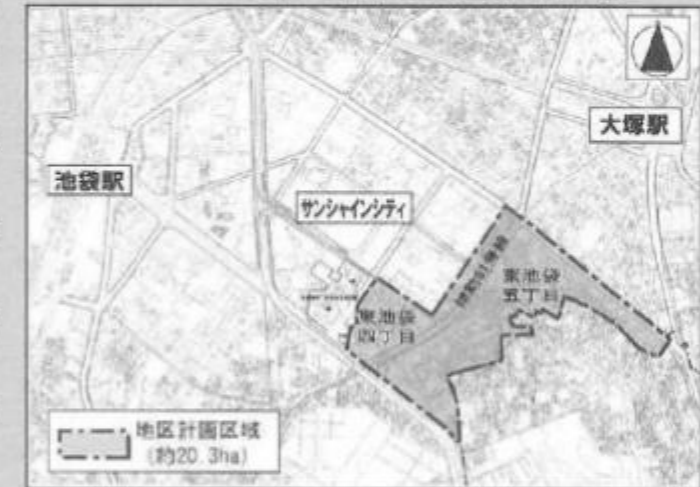 大塚駅
池袋駅
サンシャインシティ
東池袋
五丁目
東池袋
四丁目
地区計画区域
(約20.3ha)